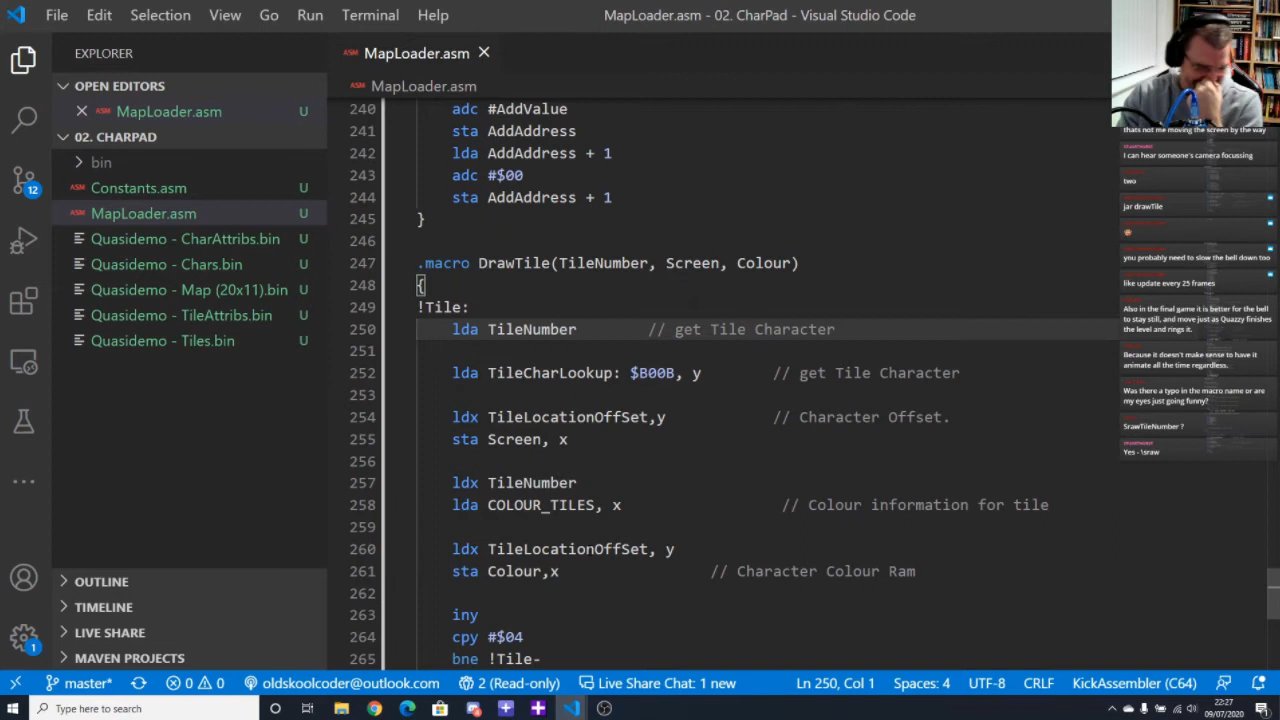 File Edit Selection View Go Run Terminal Help MapLoader.asm - 02. CharPad - Visual Studio Code
EXPLORER
OPEN EDITORS
MapLoader.asm U
02. CHARPAD
bin
ASM Constants.asm U
ASM MapLoader.asm U
Quasidemo - CharAttribs.bin U
Quasidemo - Chars.bin U
Quasidemo - Map (20x11).bin U
Quasidemo - TileAttribs.bin U
Quasidemo - Tiles.bin U
12
OUTLINE
TIMELINE
LIVE SHARE
MAVEN PROJECTS
1
ASM MapLoader.asm
ASM MapLoader.asm
240 adc #AddValue
241 sta AddAddress
242 lda AddAddress + 1
243 adc #$00
244 sta AddAddress + 1
245 }
246
247 .macro DrawTile(TileNumber, Screen, Colour)
248 {
249 !Tile:
250 lda TileNumber // get Tile Character
251
252 lda TileCharLookup: $B00B, y // get Tile Character
253
254 ldx TileLocationOffSet,y // Character Offset.
255 sta Screen, x
256
257 ldx TileNumber
258 lda COLOUR_TILES, x // Colour information for tile
259
260 ldx TileLocationOffSet, y
261 sta Colour,x // Character Colour Ram
262
263 iny
264 cpy #$04
265 bne !Tile-
thats not me moving the screen by the way
I can hear someone's camera focussing
two
jar drawTile
you probably need to slow the bell down too
like update every 25 frames
Also in the final game it is better for the bell
to stay still, and move just as Quazzy finishes
the level and rings it.
Because it doesn't make sense to have it
animate all the time regardless.
Was there a typo in the macro name or are
my eyes just going funny?
SrawTileNumber ?
Yes - \sraw
master* 0 0 oldskoolcoder@outlook.com 2 (Read-only) Live Share Chat: 1 new Ln 250, Col 1 Spaces: 4 UTF-8 CRLF KickAssembler (C64)
Type here to search
22:27
09/07/2020